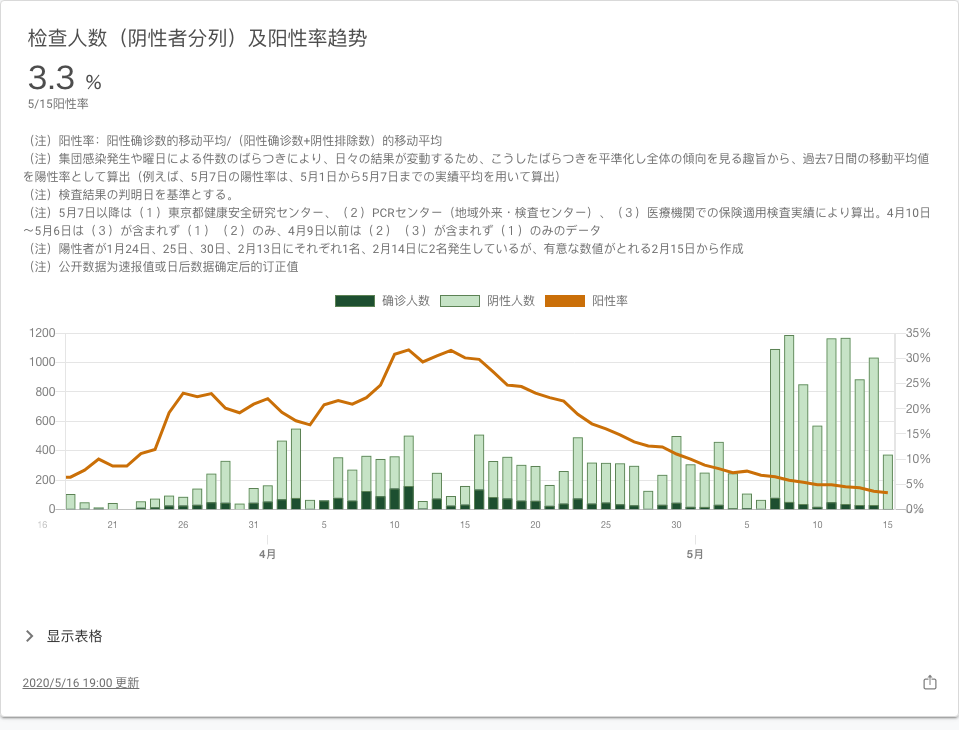 检查人数（阴性者分列）及阳性率趋势
3.3 %
5/15阳性率
（注）阳性率：阳性确诊数的移动平均/（阳性确诊数+阴性排除数）的移动平均
（注）集団感染発生や曜日による件数のばらつきにより、日々の結果が変動するため、こうしたばらつきを平準化し全体の傾向を見る趣旨から、過去7日間の移動平均値
を陽性率として算出（例えば、5月7日の陽性率は、5月1日から5月7日までの実績平均を用いて算出）
（注）検査結果の判明日を基準とする。
（注）5月7日以降は（1）東京都健康安全研究センター、（2）PCRセンター（地域外来・検査センター）、（3）医療機関での保険適用検査実績により算出。4月10日
～5月6日は（3）が含まれず（1）（2）のみ、4月9日以前は（2）（3）が含まれず（1）のみのデータ
（注）陽性者が1月24日、25日、30日、2月13日にそれぞれ1名、2月14日に2名発生しているが、有意な数値がとれる2月15日から作成
（注）公开数据为速报值或日后数据确定后的订正值
确诊人数 阴性人数 阳性率
1200 35%
1000 30%
800 25%
600 20%
400 15%
200 10%
0 5%
0%
16 21 26 31 5 10 15 20 25 30 5 10 15
4月 5月
显示表格
2020/5/16 19:00 更新